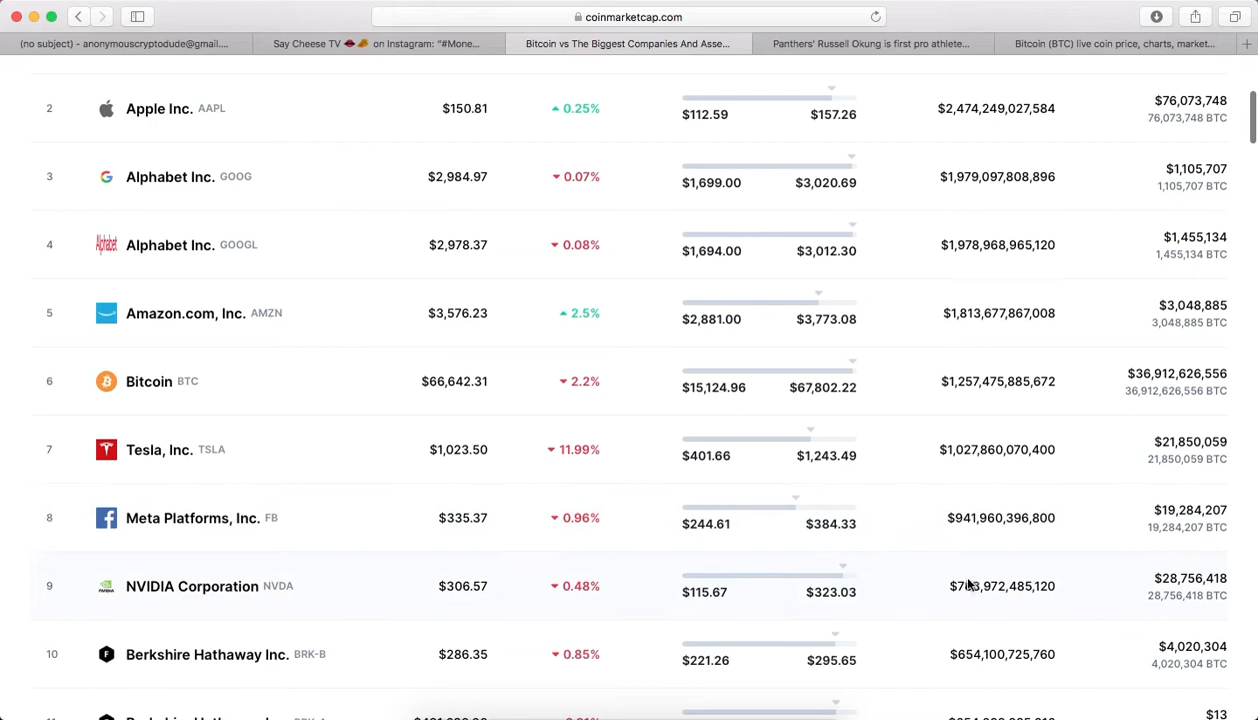 coinmarketcap.com
(no subject) - anonymouscryptodude@gmail....
Say Cheese TV 👄🧀 on Instagram: "#Mone...
Bitcoin vs The Biggest Companies And Asse...
Panthers' Russell Okung is first pro athlete...
Bitcoin (BTC) live coin price, charts, market...
2 Apple Inc. AAPL $150.81 0.25% $112.59 $157.26 $2,474,249,027,584 $76,073,748
76,073,748 BTC
3 Alphabet Inc. GOOG $2,984.97 0.07% $1,699.00 $3,020.69 $1,979,097,808,896 $1,105,707
1,105,707 BTC
4 Alphabet Alphabet Inc. GOOGL $2,978.37 0.08% $1,694.00 $3,012.30 $1,978,968,965,120 $1,455,134
1,455,134 BTC
5 Amazon.com, Inc. AMZN $3,576.23 2.5% $2,881.00 $3,773.08 $1,813,677,867,008 $3,048,885
3,048,885 BTC
6 Bitcoin BTC $66,642.31 2.2% $15,124.96 $67,802.22 $1,257,475,885,672 $36,912,626,556
36,912,626,556 BTC
7 Tesla, Inc. TSLA $1,023.50 11.99% $401.66 $1,243.49 $1,027,860,070,400 $21,850,059
21,850,059 BTC
8 Meta Platforms, Inc. FB $335.37 0.96% $244.61 $384.33 $941,960,396,800 $19,284,207
19,284,207 BTC
9 NVIDIA Corporation NVDA $306.57 0.48% $115.67 $323.03 $28,756,418
28,756,418 BTC
10 Berkshire Hathaway Inc. BRK-B $286.35 0.85% $221.26 $295.65 $654,100,725,760 $4,020,304
4,020,304 BTC
$13